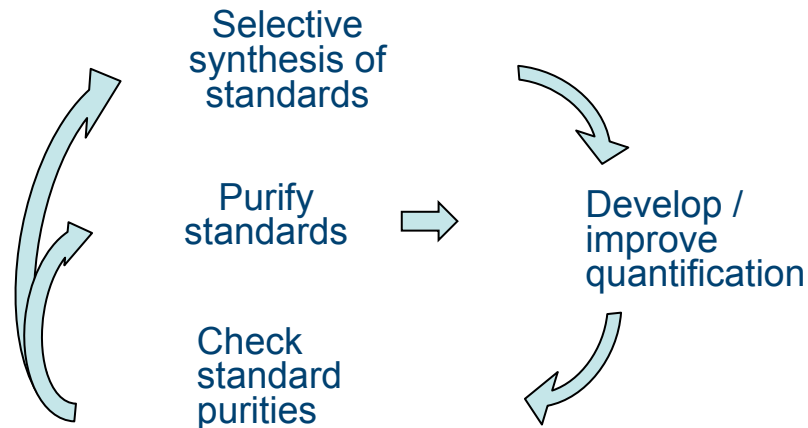 Selective
synthesis of
standards
Purify
standards
Develop /
improve
quantification
Check
standard
purities